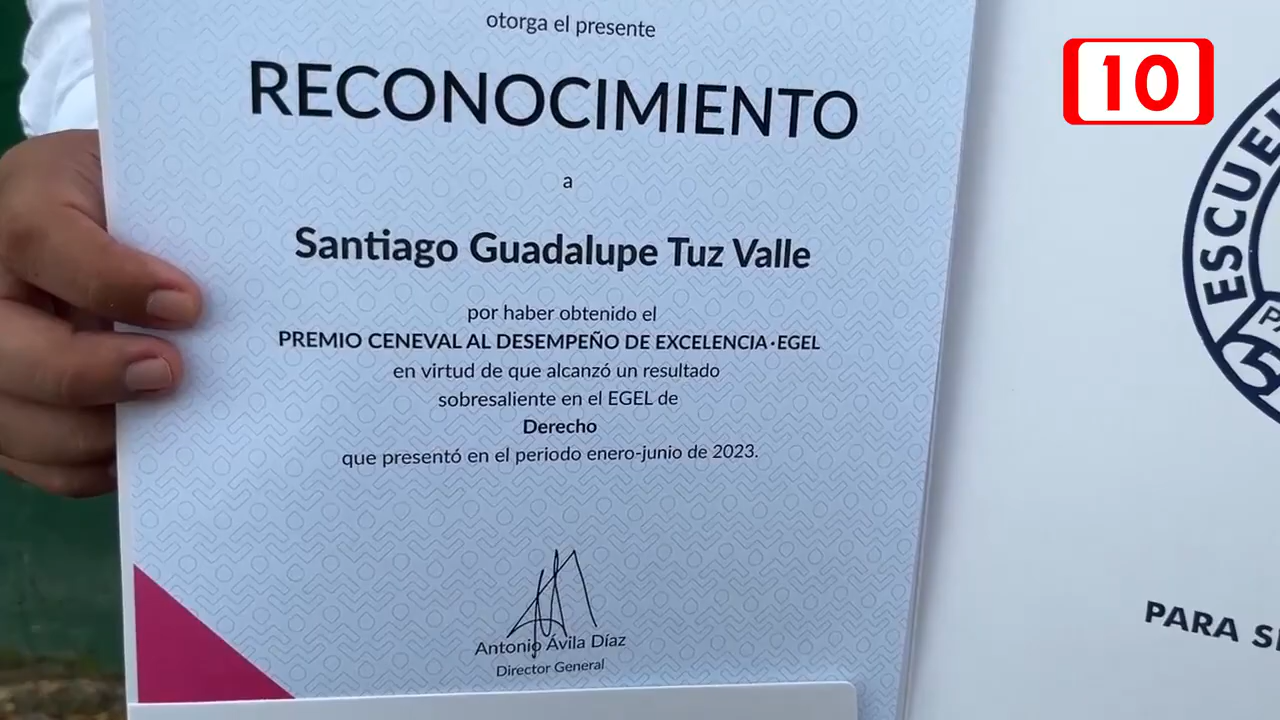 otorga el presente
RECONOCIMIENTO
a
Santiago Guadalupe Tuz Valle
por haber obtenido el
PREMIO CENEVAL AL DESEMPEÑO DE EXCELENCIA·EGEL
en virtud de que alcanzó un resultado
sobresaliente en el EGEL de
Derecho
que presentó en el periodo enero-junio de 2023.
Antonio Ávila Díaz
Director General
10
PARA